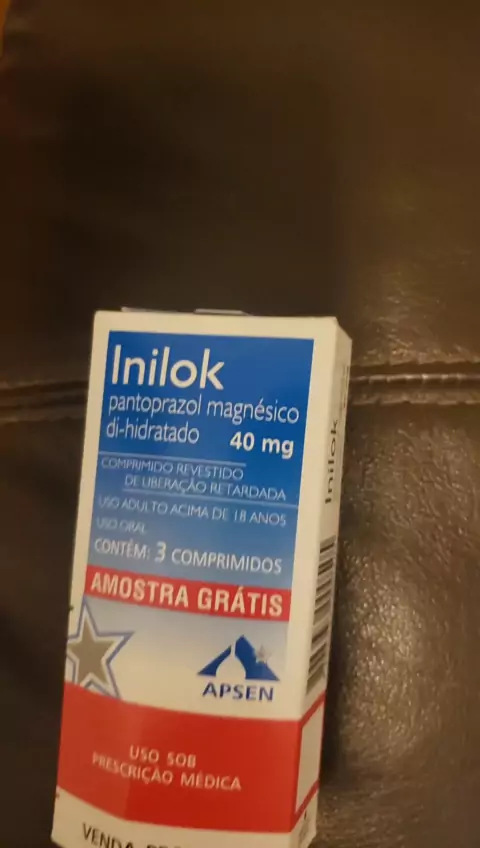 Inilok
pantoprazol magnésico
di-hidratado 40 mg
COMPRIMIDO REVESTIDO
DE LIBERAÇÃO RETARDADA
USO ADULTO ACIMA DE 18 ANOS
USO ORAL
CONTÉM: 3 COMPRIMIDOS
AMOSTRA GRÁTIS
APSEN
USO SOB
PRESCRIÇÃO MÉDICA
VENDA
Inilok